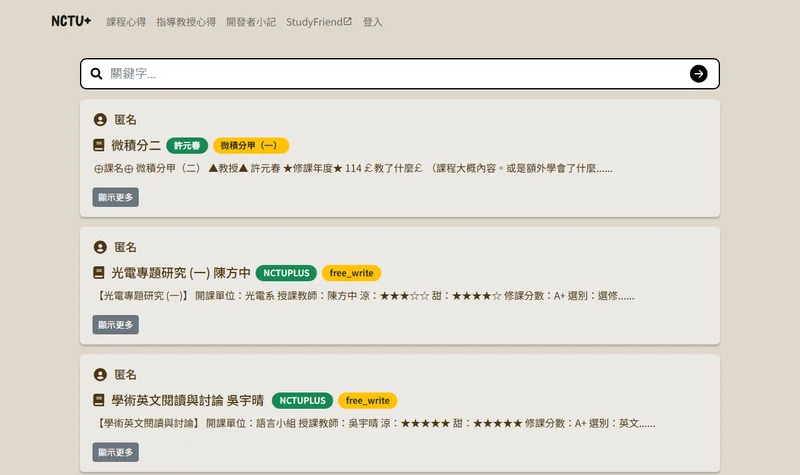 NCTU+ 課程心得 指導教授心得 開發者小記 StudyFriend 登入
關鍵字...
匿名
微積分二 許元春 微積分甲（一）
⊕課名⊕ 微積分甲（二） ▲教授▲ 許元春 ★修課年度★ 114 £教了什麼£ （課程大概內容。或是額外學會了什麼......
顯示更多
匿名
光電專題研究 (一) 陳方中 NCTUPLUS free_write
【光電專題研究 (一)】 開課單位：光電系 授課教師：陳方中 涼：★★★☆☆ 甜：★★★★☆ 修課分數：A+ 選別：選修......
顯示更多
匿名
學術英文閱讀與討論 吳宇晴 NCTUPLUS free_write
【學術英文閱讀與討論】 開課單位：語言小組 授課教師：吳宇晴 涼：★★★★★ 甜：★★★★★ 修課分數：A+ 選別：英文......
顯示更多